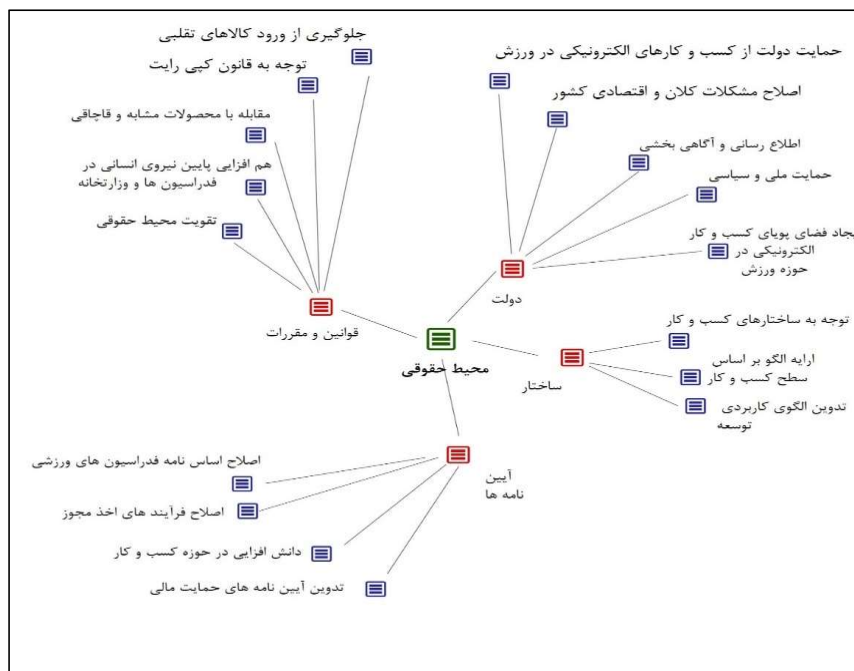 جلوگیری از ورود کالاهای تقلبی
توجه به قانون کپی رایت
مقابله با محصولات مشابه و قاچاقی
هم افزایی پایین نیروی انسانی در
فدراسیون ها و وزارتخانه
تقویت محیط حقوقی
قوانین و مقررات
حمایت دولت از کسب و کارهای الکترونیکی در ورزش
اصلاح مشکلات کلان و اقتصادی کشور
اطلاع رسانی و آگاهی بخشی
حمایت ملی و سیاسی
یجاد فضای پویای کسب و کار
الکترونیکی در
حوزه ورزش
دولت
محیط حقوقی
توجه به ساختارهای کسب و کار
ارایه الگو بر اساس
سطح کسب و کار
تدوین الگوی کاربردی
توسعه
ساختار
آیین
نامه ها
اصلاح اساس نامه فدراسیون های ورزشی
اصلاح فرآیند های اخذ مجوز
دانش افزایی در حوزه کسب و کار
تدوین آیین نامه های حمایت مالی